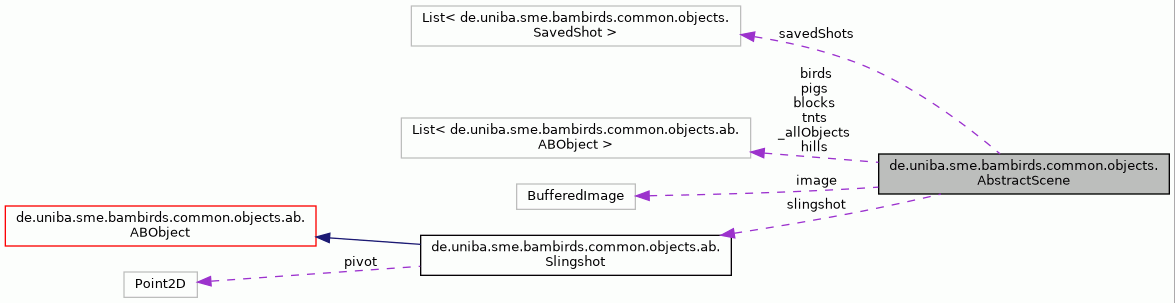 List< de.uniba.sme.bambirds.common.objects.
SavedShot >
savedShots
birds
pigs
blocks
tnts
_allObjects
hills
List< de.uniba.sme.bambirds.common.objects.ab.
ABObject >
de.uniba.sme.bambirds.common.objects.
AbstractScene
image
BufferedImage
slingshot
de.uniba.sme.bambirds.common.objects.ab.
ABObject
de.uniba.sme.bambirds.common.objects.ab.
Slingshot
pivot
Point2D